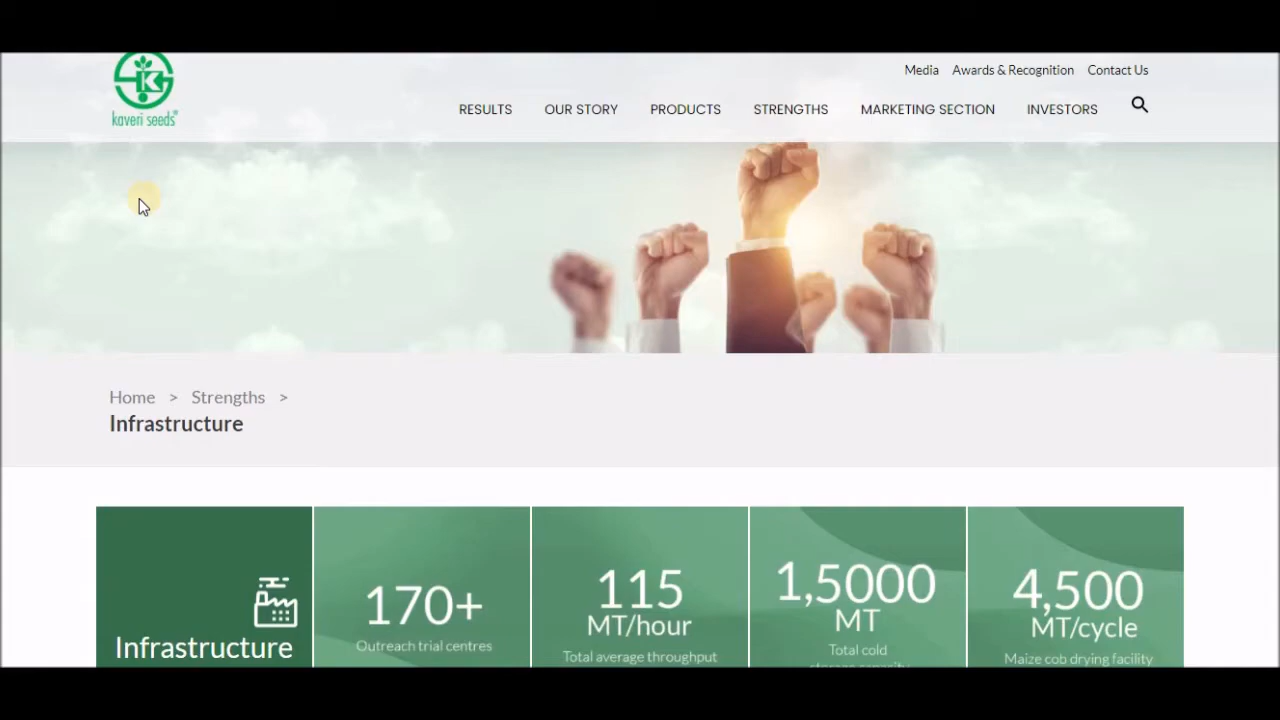 kaveri seeds®
Media Awards & Recognition Contact Us
RESULTS OUR STORY PRODUCTS STRENGTHS MARKETING SECTION INVESTORS
Home > Strengths >
Infrastructure
Infrastructure
170+
Outreach trial centres
115
MT/hour
Total average throughput
1,5000
MT
Total cold
storage capacity
4,500
MT/cycle
Maize cob drying facility